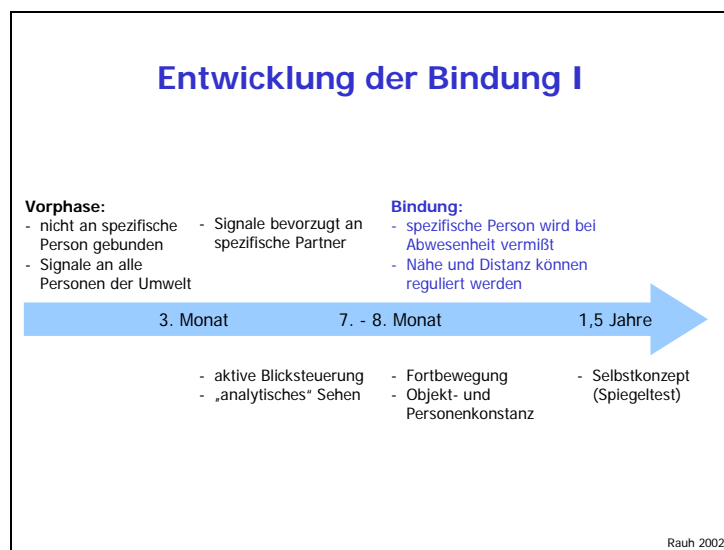 Entwicklung der Bindung I
Vorphase:
- nicht an spezifische
Person gebunden
- Signale an alle
Personen der Umwelt
- Signale bevorzugt an
spezifische Partner
Bindung:
- spezifische Person wird bei
Abwesenheit vermißt
- Nähe und Distanz können
reguliert werden
3. Monat
7. - 8. Monat
1,5 Jahre
- aktive Blicksteuerung
- „analytisches“ Sehen
- Fortbewegung
- Objekt- und
Personenkonstanz
- Selbstkonzept
(Spiegeltest)
Rauh 2002